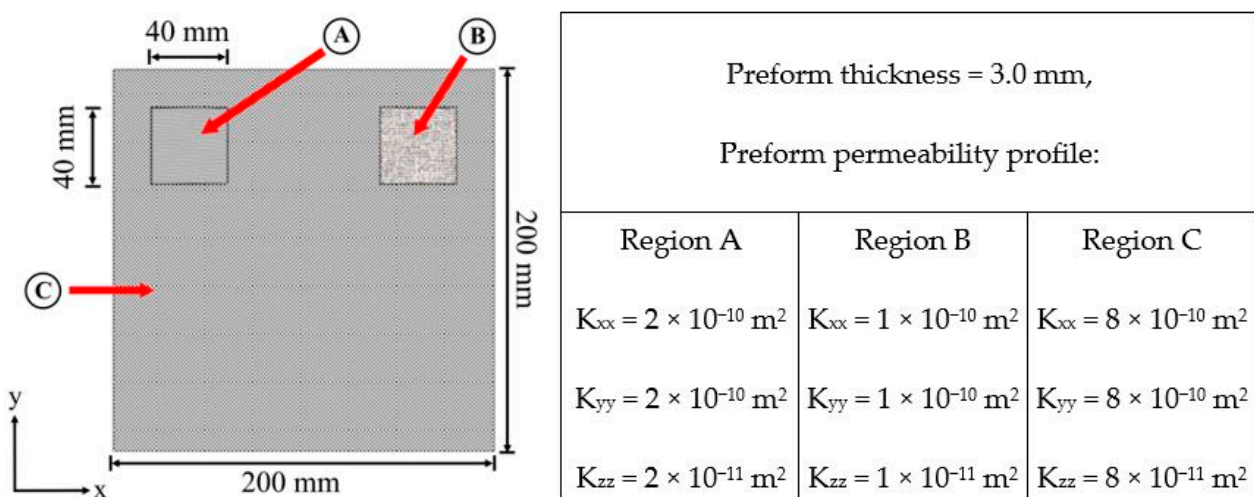 40 mm
A
B
40 mm
200 mm
C
y
x
200 mm
Preform thickness = 3.0 mm,
Preform permeability profile:
Region A
Region B
Region C
Kxx = 2 × 10⁻¹⁰ m²
Kxx = 1 × 10⁻¹⁰ m²
Kxx = 8 × 10⁻¹⁰ m²
Kyy = 2 × 10⁻¹⁰ m²
Kyy = 1 × 10⁻¹⁰ m²
Kyy = 8 × 10⁻¹⁰ m²
Kzz = 2 × 10⁻¹¹ m²
Kzz = 1 × 10⁻¹¹ m²
Kzz = 8 × 10⁻¹¹ m²